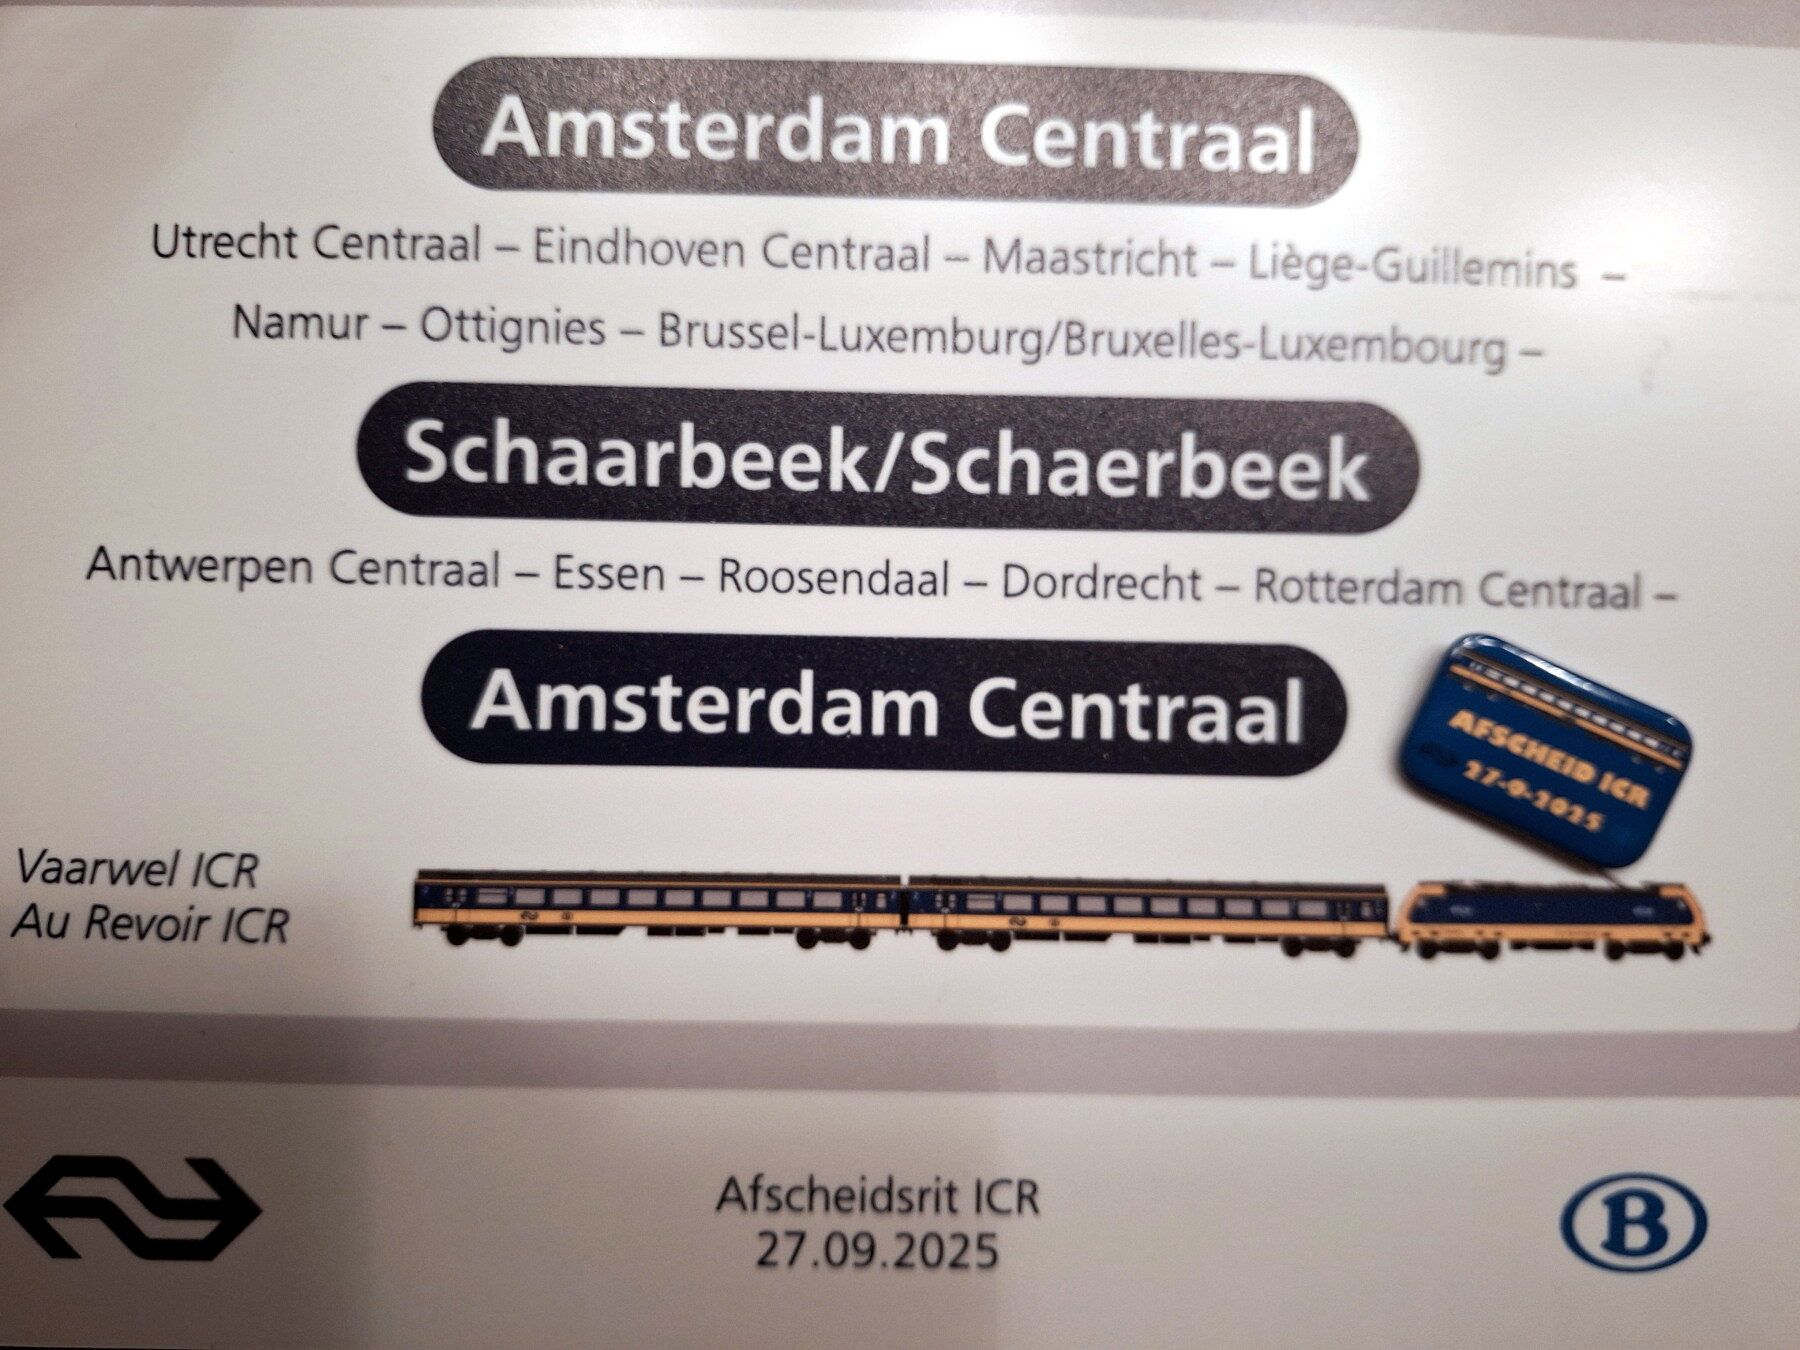 Amsterdam Centraal
Utrecht Centraal – Eindhoven Centraal – Maastricht – Liège-Guillemins –
Namur – Ottignies – Brussel-Luxemburg/Bruxelles-Luxembourg –
Schaarbeek/Schaerbeek
Antwerpen Centraal – Essen – Roosendaal – Dordrecht – Rotterdam Centraal –
Amsterdam Centraal
AFSCHEID ICR
27-9-2025
Vaarwel ICR
Au Revoir ICR
Afscheidsrit ICR
27.09.2025
B